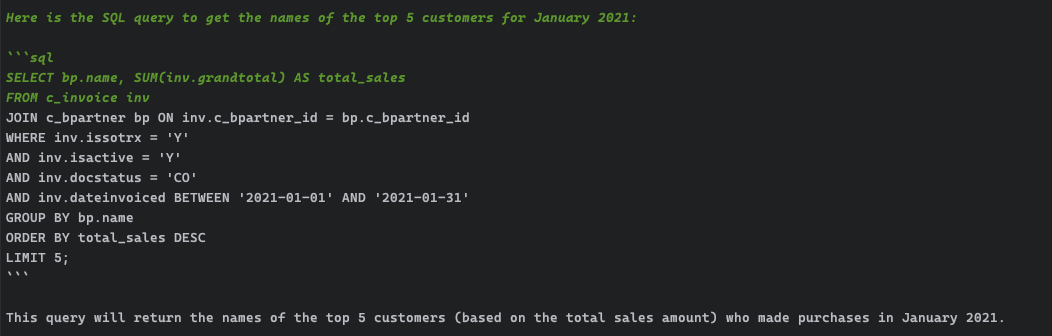 Here is the SQL query to get the names of the top 5 customers for January 2021:
```sql
SELECT bp.name, SUM(inv.grandtotal) AS total_sales
FROM c_invoice inv
JOIN c_bpartner bp ON inv.c_bpartner_id = bp.c_bpartner_id
WHERE inv.issotrx = 'Y'
AND inv.isactive = 'Y'
AND inv.docstatus = 'CO'
AND inv.dateinvoiced BETWEEN '2021-01-01' AND '2021-01-31'
GROUP BY bp.name
ORDER BY total_sales DESC
LIMIT 5;
```
This query will return the names of the top 5 customers (based on the total sales amount) who made purchases in January 2021.